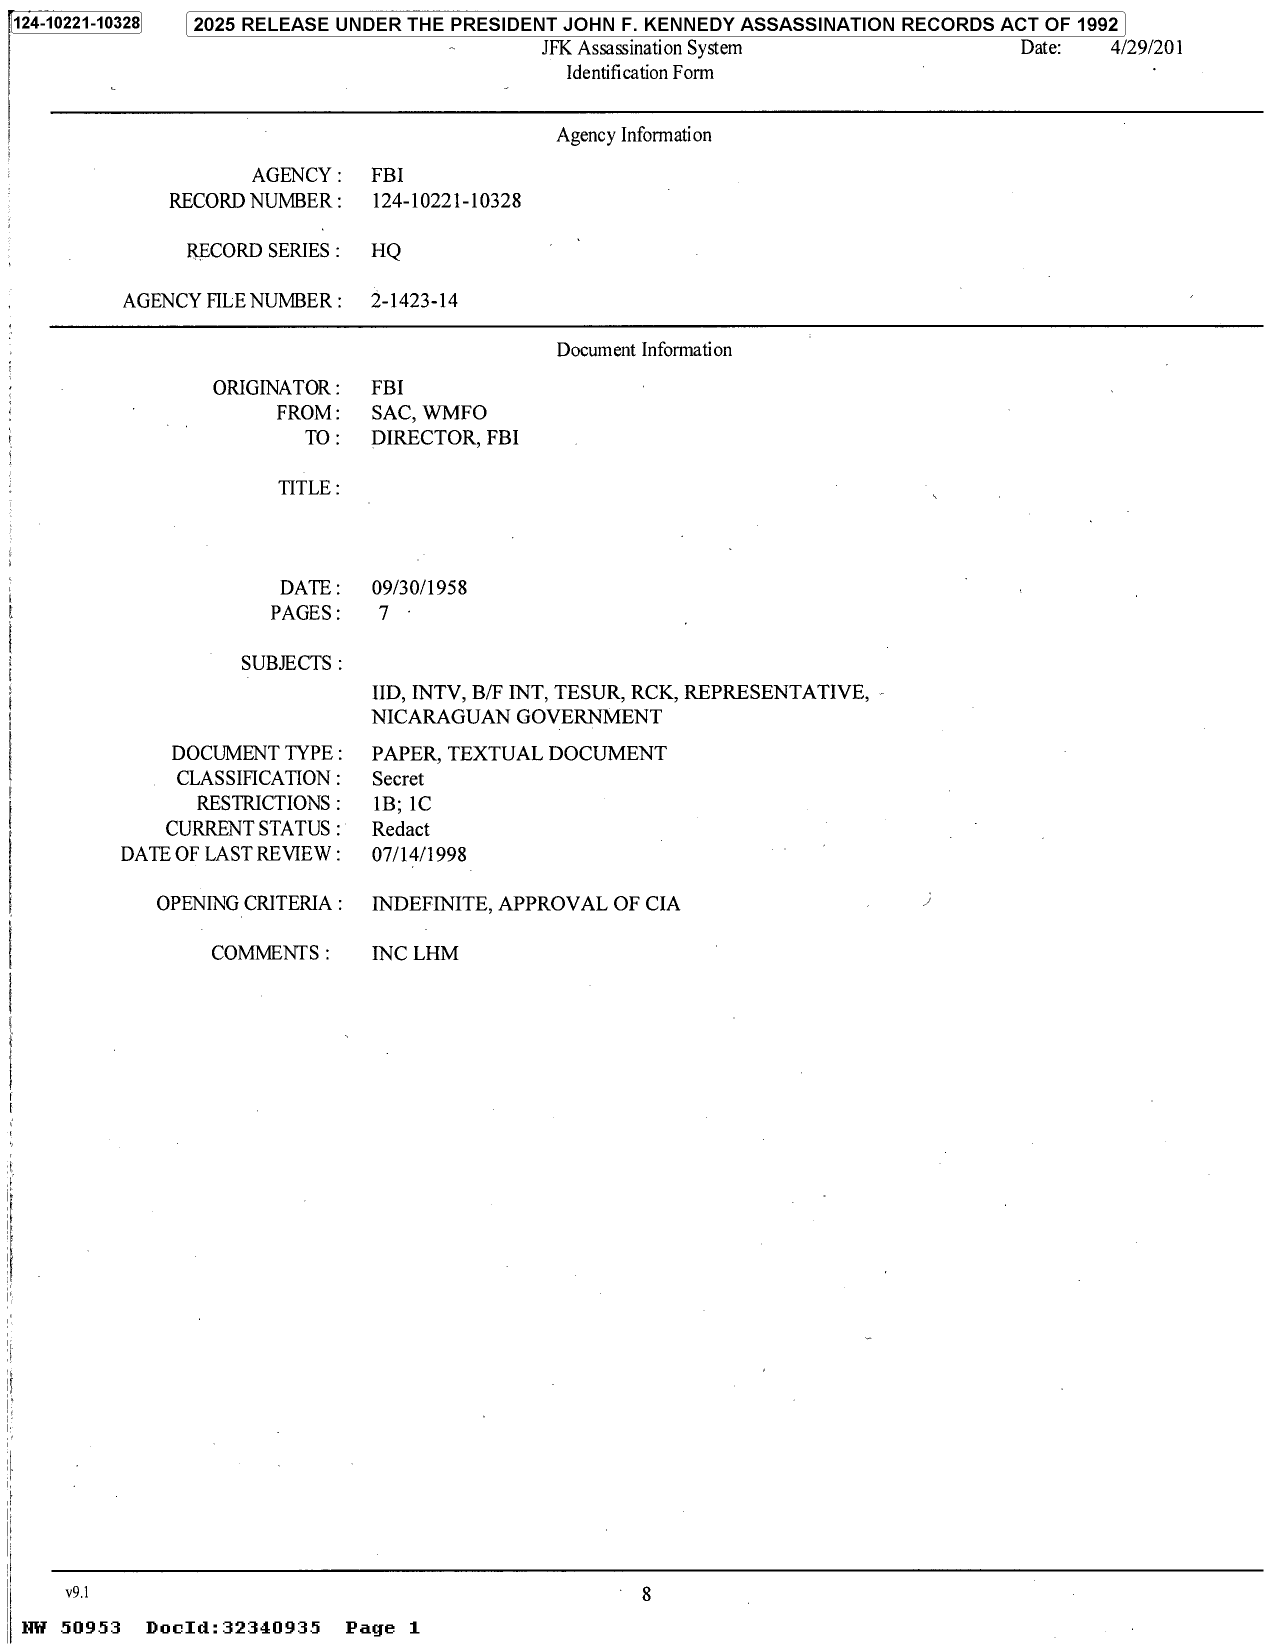 124-10221-10328
2025 RELEASE UNDER THE PRESIDENT JOHN F. KENNEDY ASSASSINATION RECORDS ACT OF 1992
JFK Assassination System
Date: 4/29/201
Identification Form
Agency Information
AGENCY : FBI
RECORD NUMBER : 124-10221-10328
RECORD SERIES : HQ
AGENCY FILE NUMBER : 2-1423-14
Document Information
ORIGINATOR : FBI
FROM : SAC, WMFO
TO : DIRECTOR, FBI
TITLE :
DATE : 09/30/1958
PAGES : 7
SUBJECTS :
IID, INTV, B/F INT, TESUR, RCK, REPRESENTATIVE,
NICARAGUAN GOVERNMENT
DOCUMENT TYPE : PAPER, TEXTUAL DOCUMENT
CLASSIFICATION : Secret
RESTRICTIONS : 1B; 1C
CURRENT STATUS : Redact
DATE OF LAST REVIEW : 07/14/1998
OPENING CRITERIA : INDEFINITE, APPROVAL OF CIA
COMMENTS : INC LHM
v9.1
8
NW 50953 DocId:32340935 Page 1